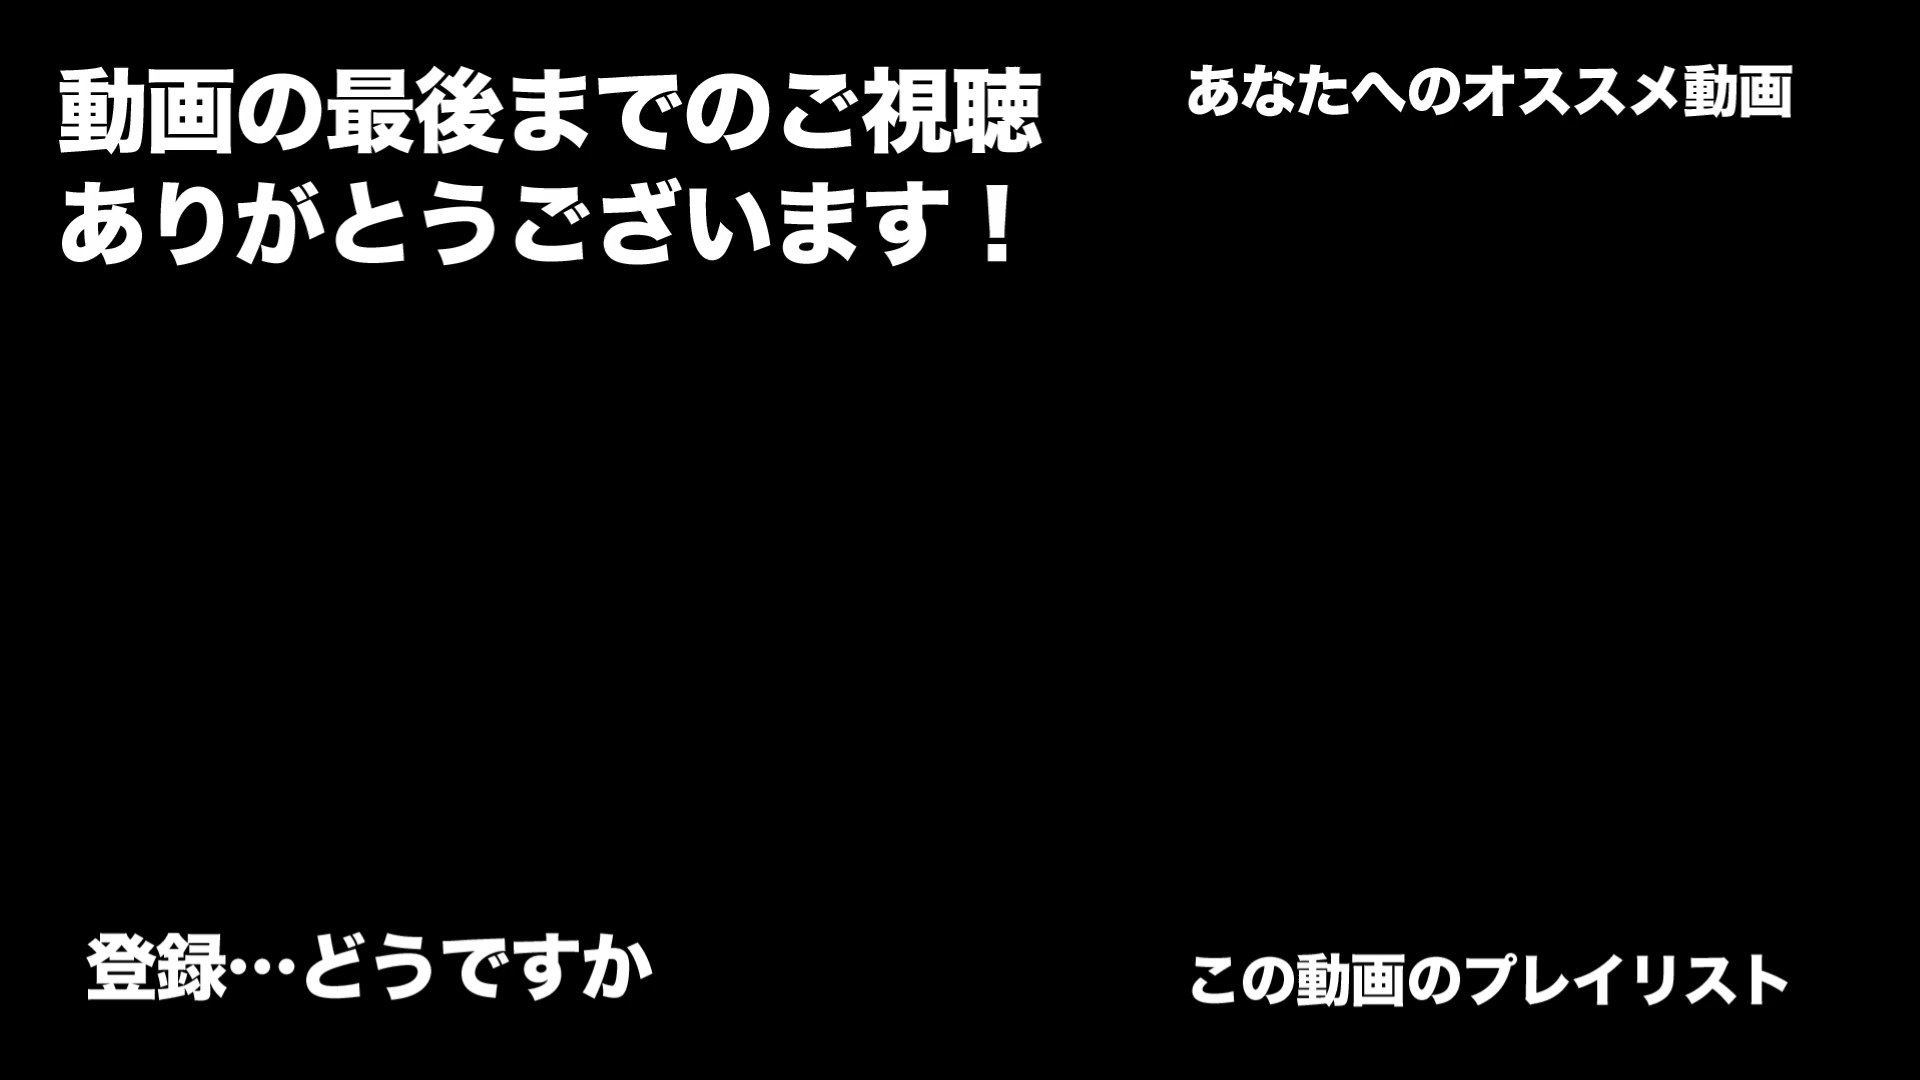 動画の最後までのご視聴
ありがとうございます！
あなたへのオススメ動画
登録…どうですか
この動画のプレイリスト